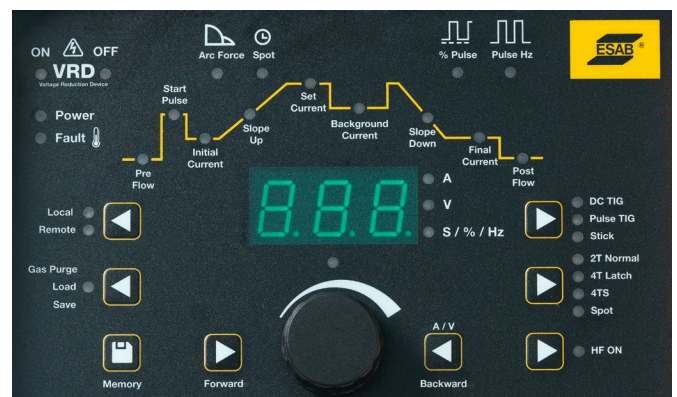 ON OFF
VRD
Voltage Reduction Device
Power
Fault
Arc Force
Spot
% Pulse
Pulse Hz
ESAB ®
Pre
Flow
Start
Pulse
Initial
Current
Slope
Up
Set
Current
Background
Current
Slope
Down
Final
Current
Post
Flow
8.8.8.
A
V
S / % / Hz
Local
Remote
Gas Purge
Load
Save
DC TIG
Pulse TIG
Stick
2T Normal
4T Latch
4TS
Spot
HF ON
A / V
Memory
Forward
Backward